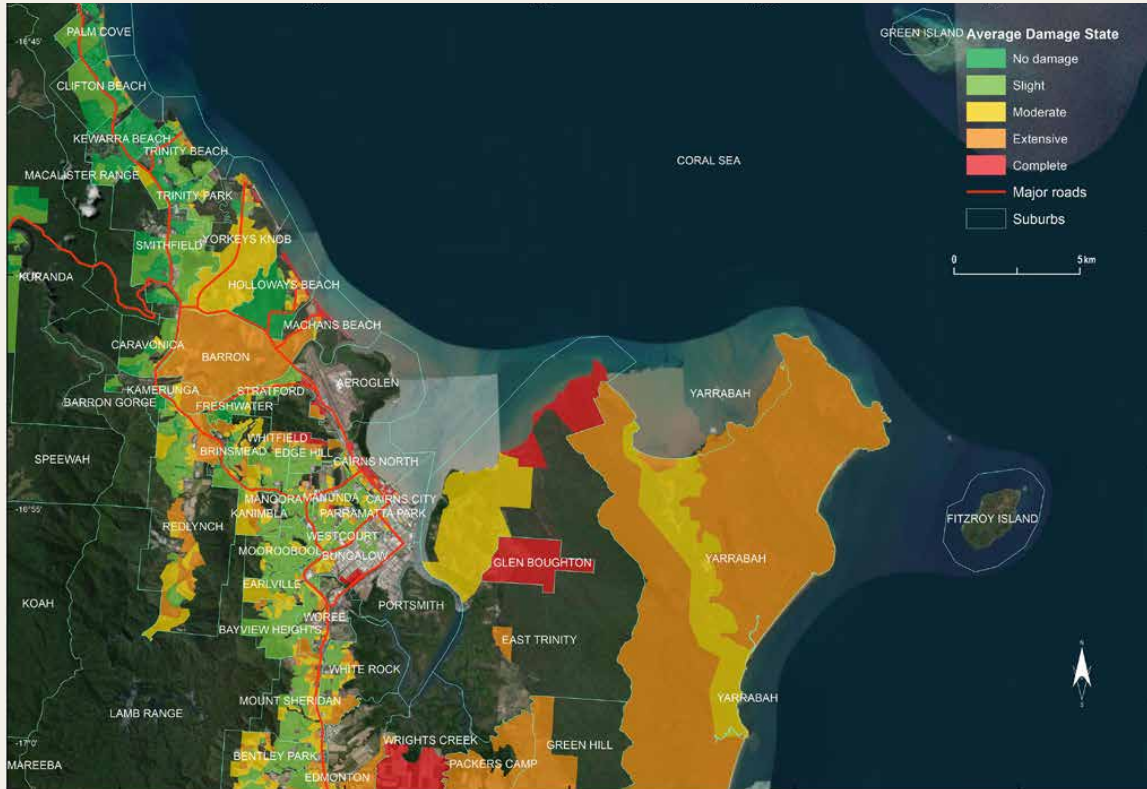 PALM COVE
-16°45'
CLIFTON BEACH
KEWARRA BEACH
TRINITY BEACH
MACALISTER RANGE
TRINITY PARK
SMITHFIELD
YORKEYS KNOB
KURANDA
HOLLOWAYS BEACH
MACHANS BEACH
CARAVONICA
BARRON
AEROGLEN
KAMERUNGA
STRATFORD
BARRON GORGE
FRESHWATER
WHITFIELD
BRINSMEAD
EDGE HILL
SPEEWAH
CAIRNS NORTH
MANOORA
MANUNDA
CAIRNS CITY
KANIMBLA
PARRAMATTA PARK
-16°55'
REDLYNCH
WESTCOURT
MOOROOBOOL
BUNGALOW
EARLVILLE
KOAH
PORTSMITH
WOREE
BAYVIEW HEIGHTS
WHITE ROCK
MOUNT SHERIDAN
LAMB RANGE
WRIGHTS CREEK
-17°0'
MAREEBA
BENTLEY PARK
PACKERS CAMP
EDMONTON
GREEN HILL
EAST TRINITY
GLEN BOUGHTON
YARRABAH
YARRABAH
YARRABAH
FITZROY ISLAND
CORAL SEA
GREEN ISLAND
Average Damage State
No damage
Slight
Moderate
Extensive
Complete
Major roads
Suburbs
0 5 km
N
S